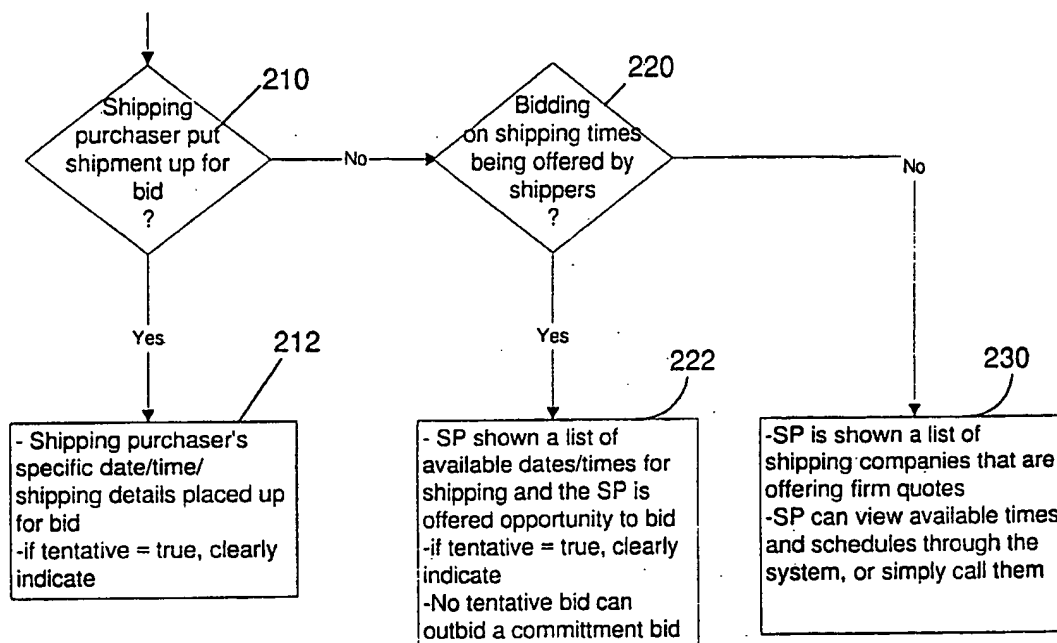 210
Shipping
purchaser put
shipment up for
bid
?
No
220
Bidding
on shipping times
being offered by
shippers
?
No
Yes
212
- Shipping purchaser's
specific date/time/
shipping details placed up
for bid
-if tentative = true, clearly
indicate
Yes
222
- SP shown a list of
available dates/times for
shipping and the SP is
offered opportunity to bid
-if tentative = true, clearly
indicate
-No tentative bid can
outbid a committment bid
230
-SP is shown a list of
shipping companies that are
offering firm quotes
-SP can view available times
and schedules through the
system, or simply call them